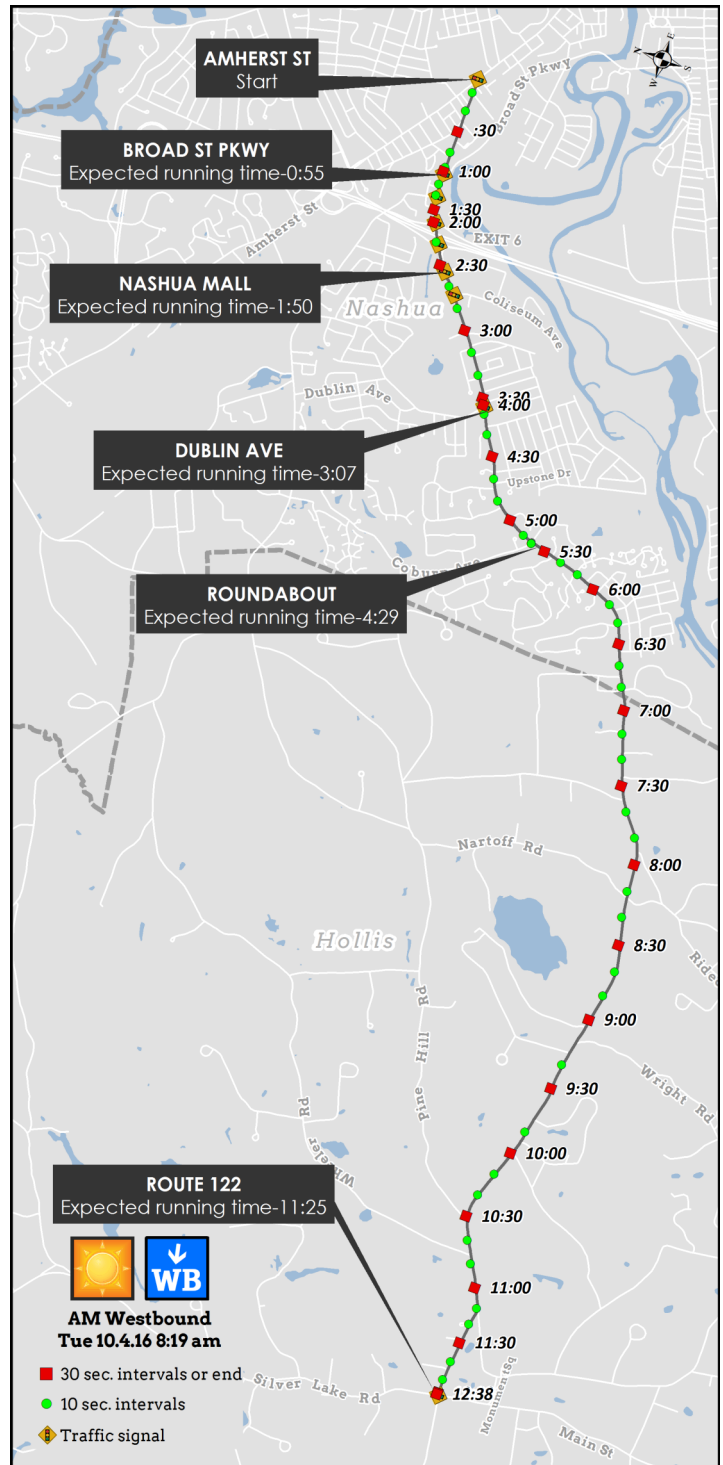 AMHERST ST
Start
N
E
W
S
Broad St Pkwy
:30
BROAD ST PKWY
Expected running time-0:55
1:00
1:30
2:00
Amherst St
EXIT 6
2:30
NASHUA MALL
Expected running time-1:50
Nashua
Coliseum Ave
3:00
Dublin Ave
4:00
DUBLIN AVE
Expected running time-3:07
4:30
Upstone Dr
5:00
5:30
Coburn Ave
ROUNDABOUT
Expected running time-4:29
6:00
6:30
7:00
7:30
Nartoff Rd
8:00
Hollis
8:30
Pine Hill Rd
9:00
Wright Rd
9:30
Wheeler Rd
10:00
ROUTE 122
Expected running time-11:25
10:30
WB
11:00
AM Westbound
Tue 10.4.16 8:19 am
11:30
30 sec. intervals or end
10 sec. intervals
Traffic signal
Silver Lake Rd
12:38
Monument Sq
Main St